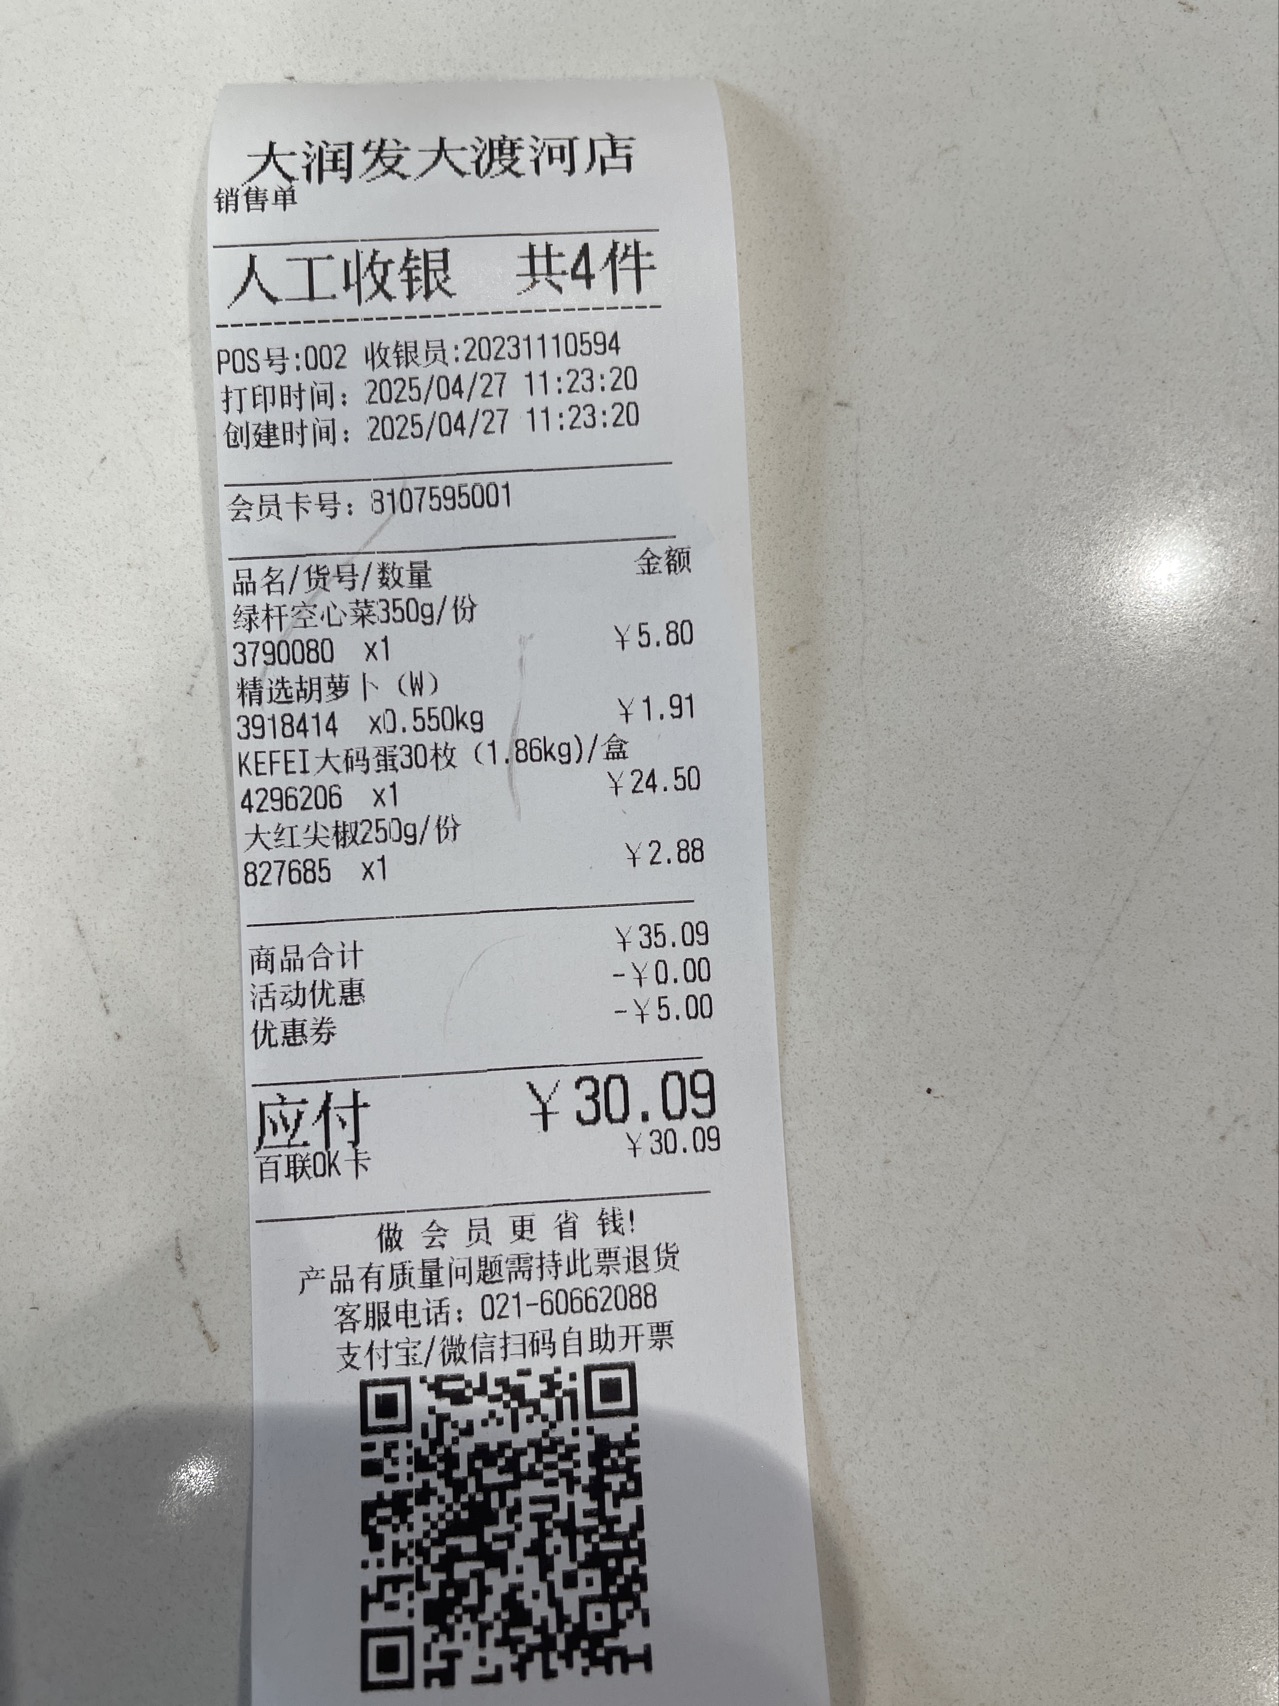 大润发大渡河店
销售单
人工收银 共4件
POS号:002 收银员:20231110594
打印时间: 2025/04/27 11:23:20
创建时间: 2025/04/27 11:23:20
会员卡号: 8107595001
品名/货号/数量 金额
绿杆空心菜350g/份
3790080 x1 ¥5.80
精选胡萝卜(W)
3918414 x0.550kg ¥1.91
KEFEI大码蛋30枚(1.86kg)/盒
4296206 x1 ¥24.50
大红尖椒250g/份
827685 x1 ¥2.88
商品合计 ¥35.09
活动优惠 -¥0.00
优惠券 -¥5.00
应付 ¥30.09
百联OK卡 ¥30.09
做会员更省钱!
产品有质量问题需持此票退货
客服电话: 021-60662088
支付宝/微信扫码自助开票